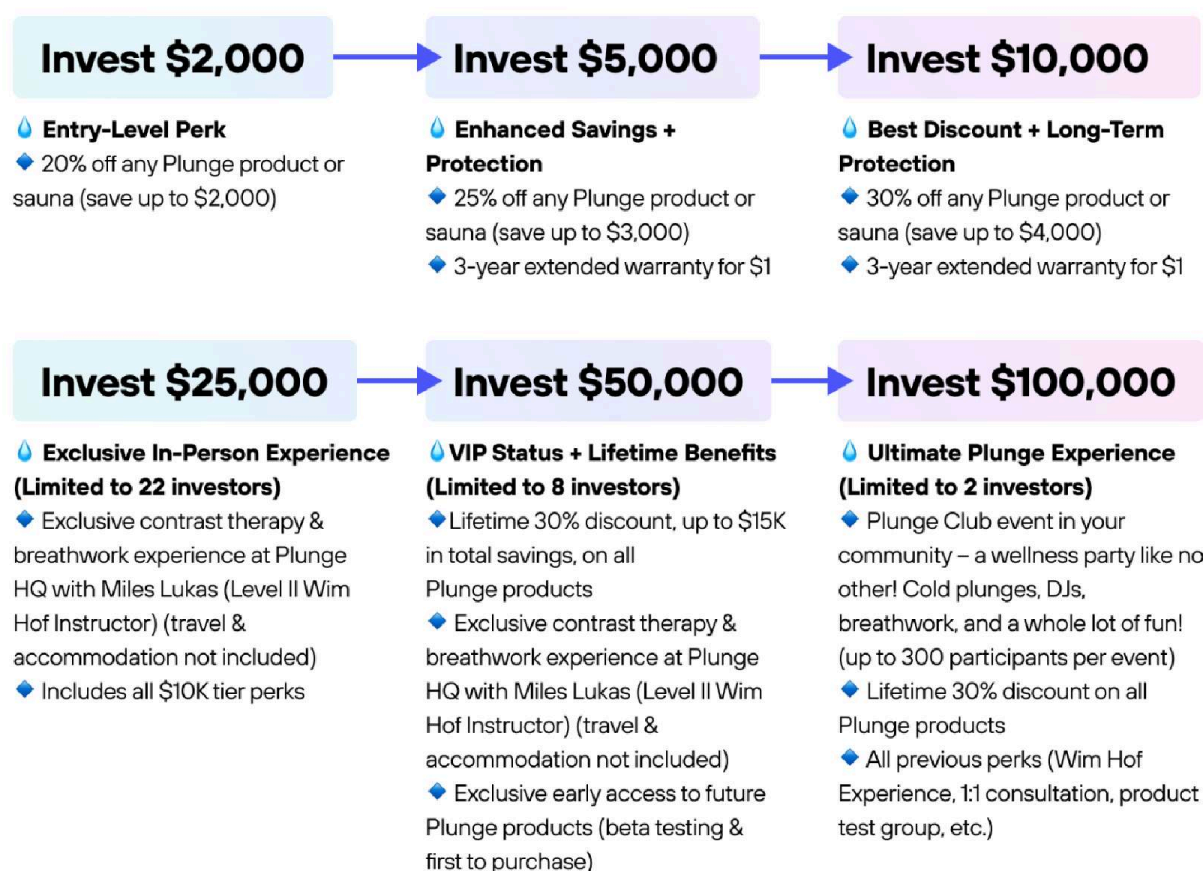 Invest $2,000
💧 Entry-Level Perk
🔹 20% off any Plunge product or
sauna (save up to $2,000)
Invest $5,000
💧 Enhanced Savings +
Protection
🔹 25% off any Plunge product or
sauna (save up to $3,000)
🔹 3-year extended warranty for $1
Invest $10,000
💧 Best Discount + Long-Term
Protection
🔹 30% off any Plunge product or
sauna (save up to $4,000)
🔹 3-year extended warranty for $1
Invest $25,000
💧 Exclusive In-Person Experience
(Limited to 22 investors)
🔹 Exclusive contrast therapy &
breathwork experience at Plunge
HQ with Miles Lukas (Level II Wim
Hof Instructor) (travel &
accommodation not included)
🔹 Includes all $10K tier perks
Invest $50,000
💧VIP Status + Lifetime Benefits
(Limited to 8 investors)
🔹Lifetime 30% discount, up to $15K
in total savings, on all
Plunge products
🔹 Exclusive contrast therapy &
breathwork experience at Plunge
HQ with Miles Lukas (Level II Wim
Hof Instructor) (travel &
accommodation not included)
🔹 Exclusive early access to future
Plunge products (beta testing &
first to purchase)
Invest $100,000
💧 Ultimate Plunge Experience
(Limited to 2 investors)
🔹 Plunge Club event in your
community – a wellness party like no
other! Cold plunges, DJs,
breathwork, and a whole lot of fun!
(up to 300 participants per event)
🔹 Lifetime 30% discount on all
Plunge products
🔹 All previous perks (Wim Hof
Experience, 1:1 consultation, product
test group, etc.)